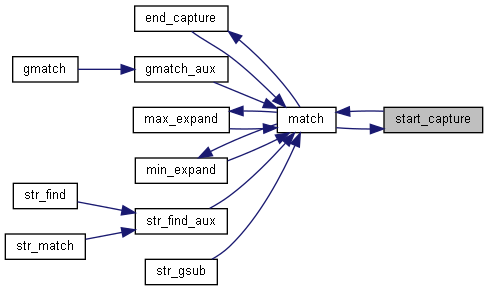 end_capture
gmatch
gmatch_aux
max_expand
match
start_capture
min_expand
str_find
str_find_aux
str_match
str_gsub